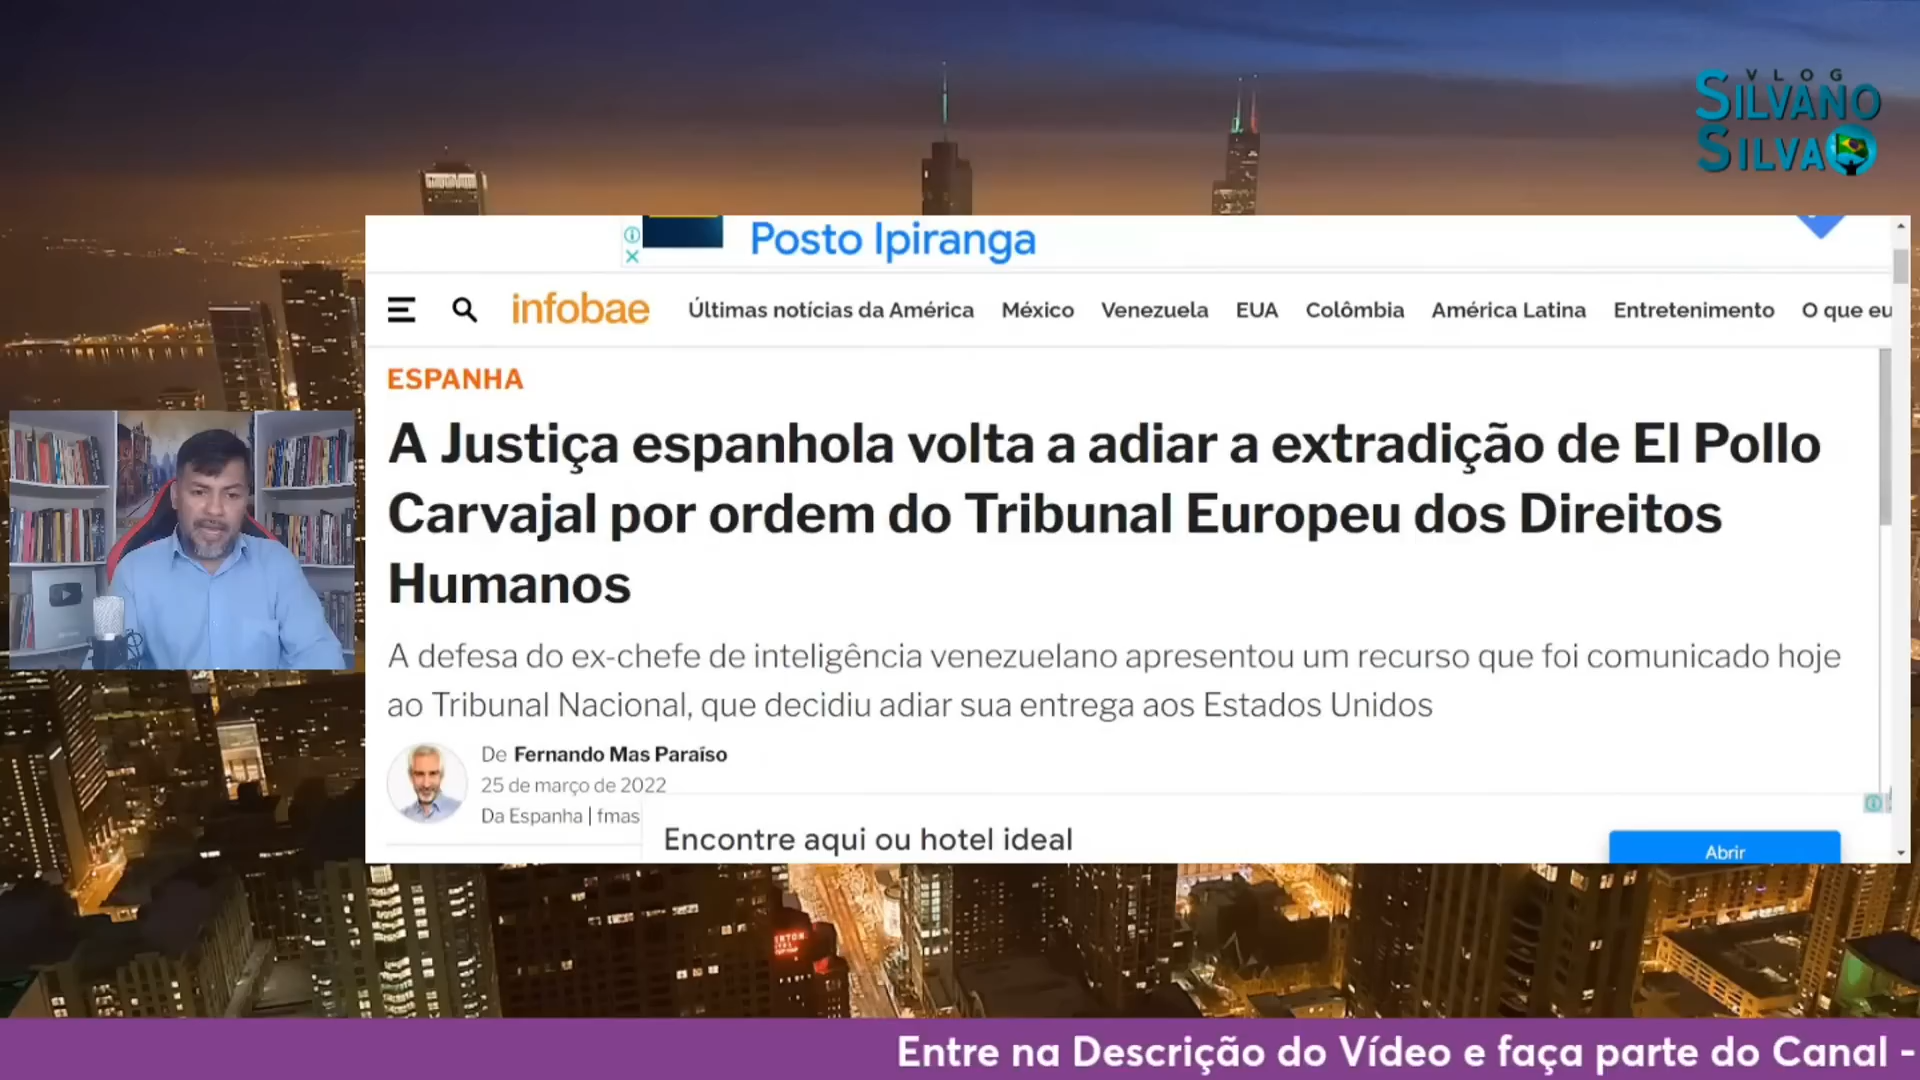 VLOG
SILVANO
SILVA
Posto Ipiranga
infobae Últimas notícias da América México Venezuela EUA Colômbia América Latina Entretenimento O que eu
ESPANHA
A Justiça espanhola volta a adiar a extradição de El Pollo
Carvajal por ordem do Tribunal Europeu dos Direitos
Humanos
A defesa do ex-chefe de inteligência venezuelano apresentou um recurso que foi comunicado hoje
ao Tribunal Nacional, que decidiu adiar sua entrega aos Estados Unidos
De Fernando Mas Paraíso
25 de março de 2022
Da Espanha | fmas
Encontre aqui ou hotel ideal
Abrir
Entre na Descrição do Vídeo e faça parte do Canal -